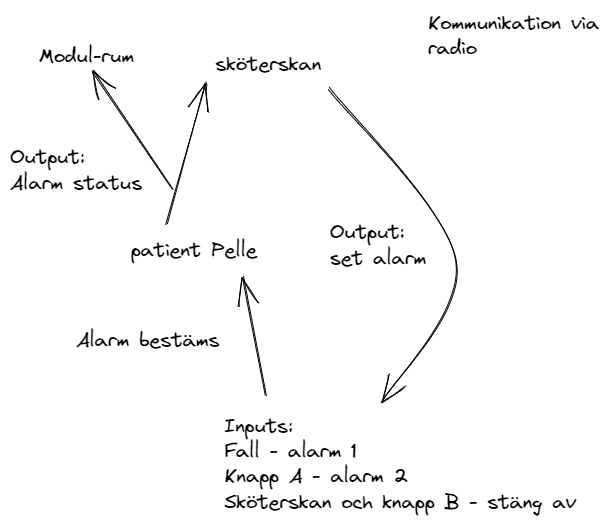 Kommunikation via
radio
Modul-rum
sköterskan
Output:
Alarm status
Output:
set alarm
patient Pelle
Alarm bestäms
Inputs:
Fall - alarm 1
Knapp A - alarm 2
Sköterskan och knapp B - stäng av